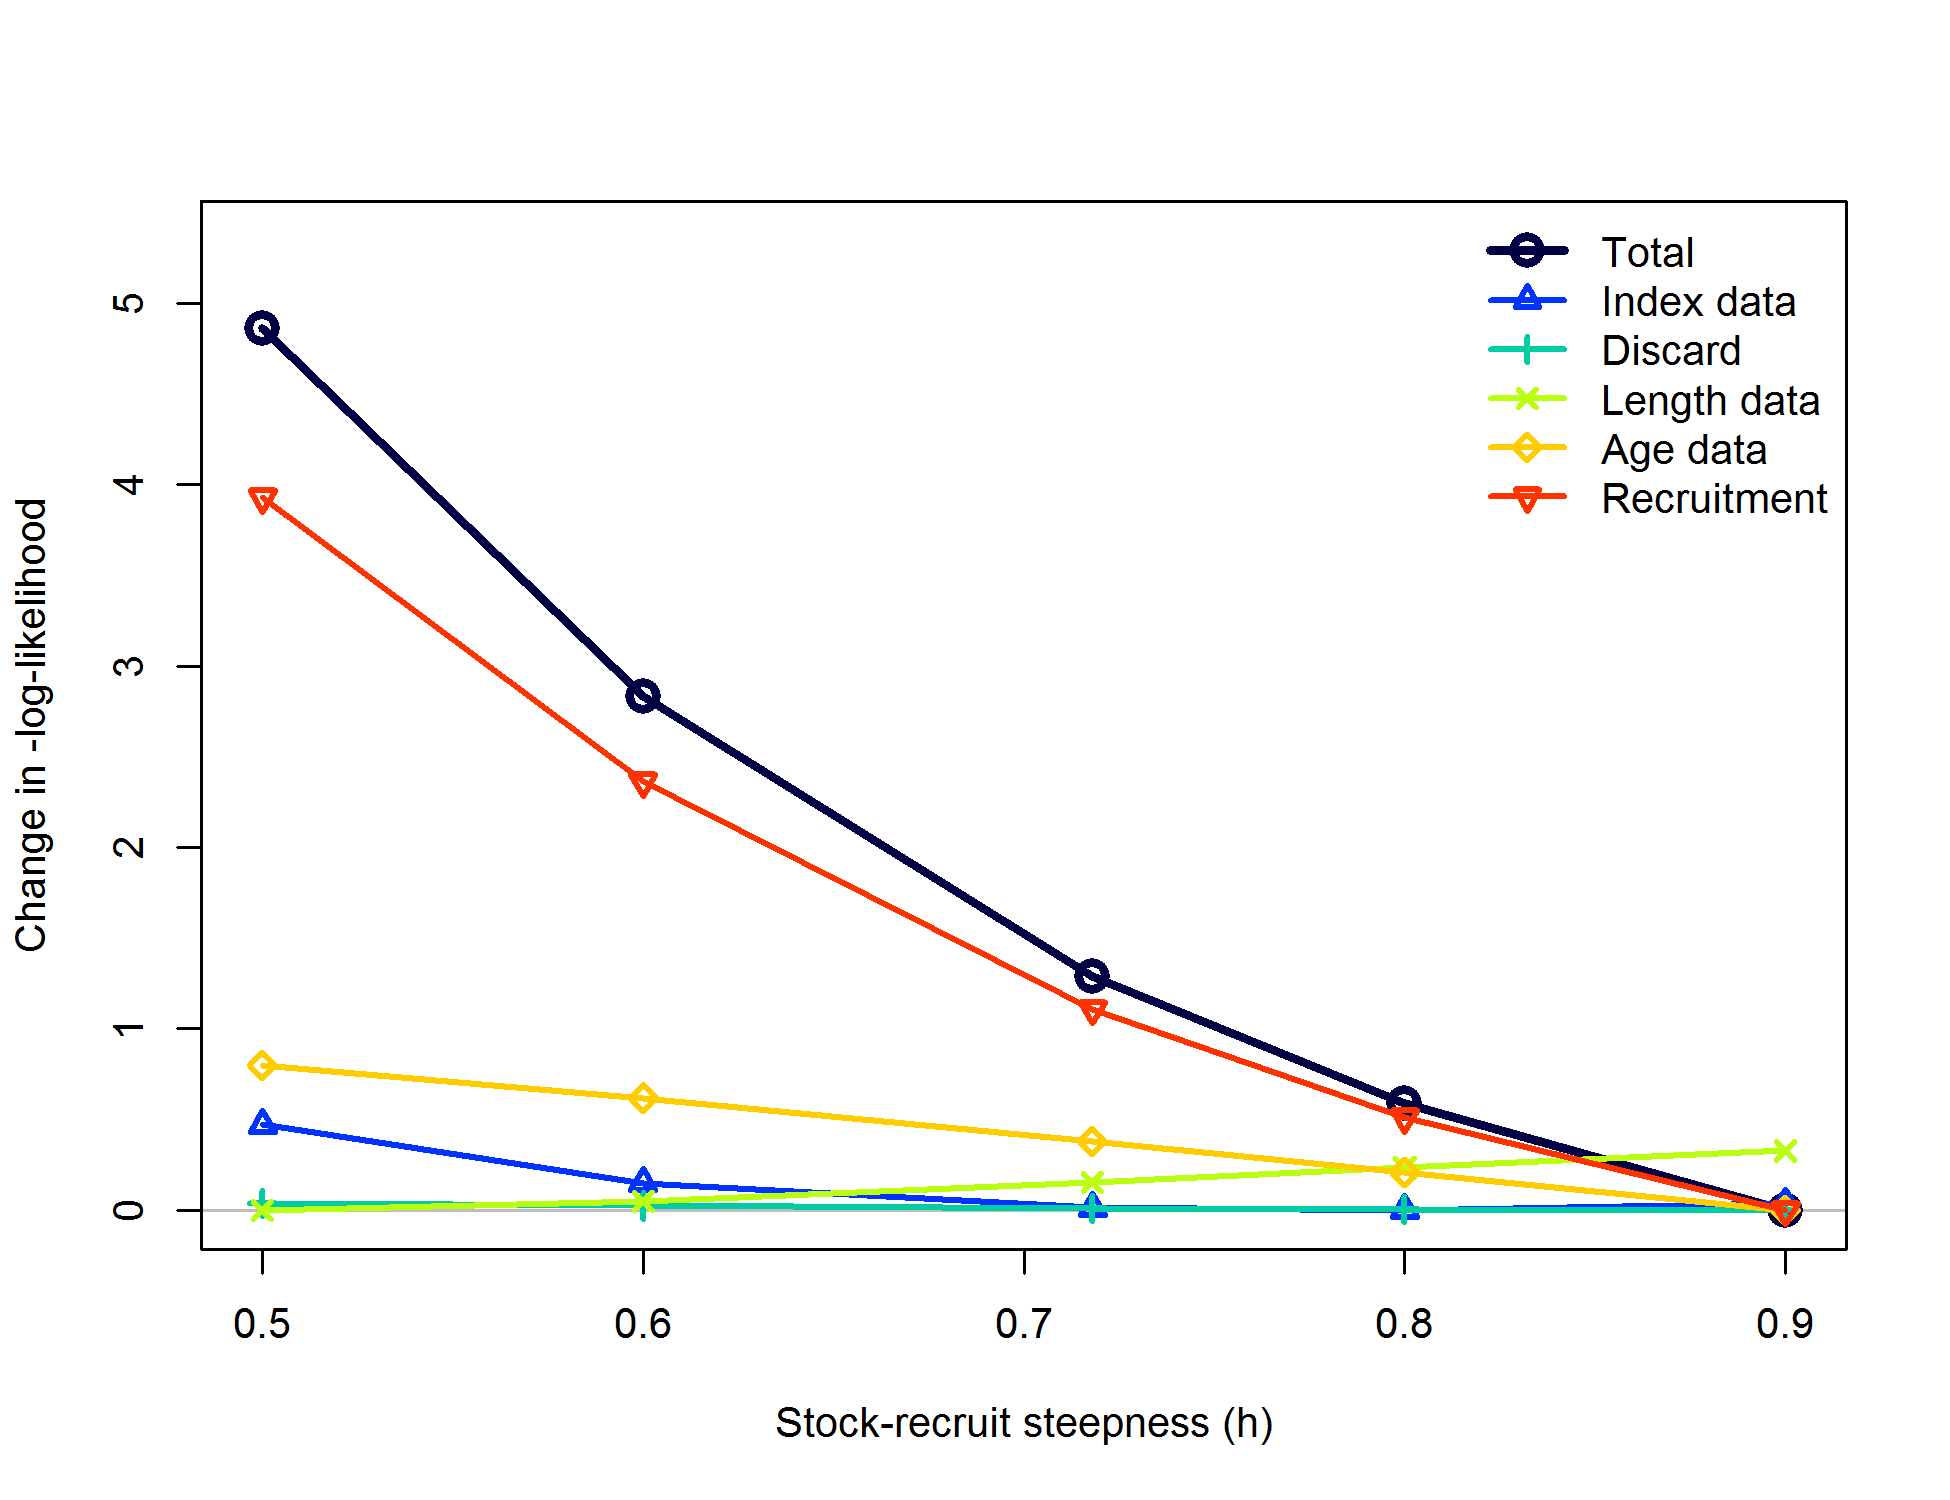 Total
Index data
Discard
Length data
Age data
Recruitment
Change in -log-likelihood
5
4
3
2
1
0
0.5 0.6 0.7 0.8 0.9
Stock-recruit steepness (h)